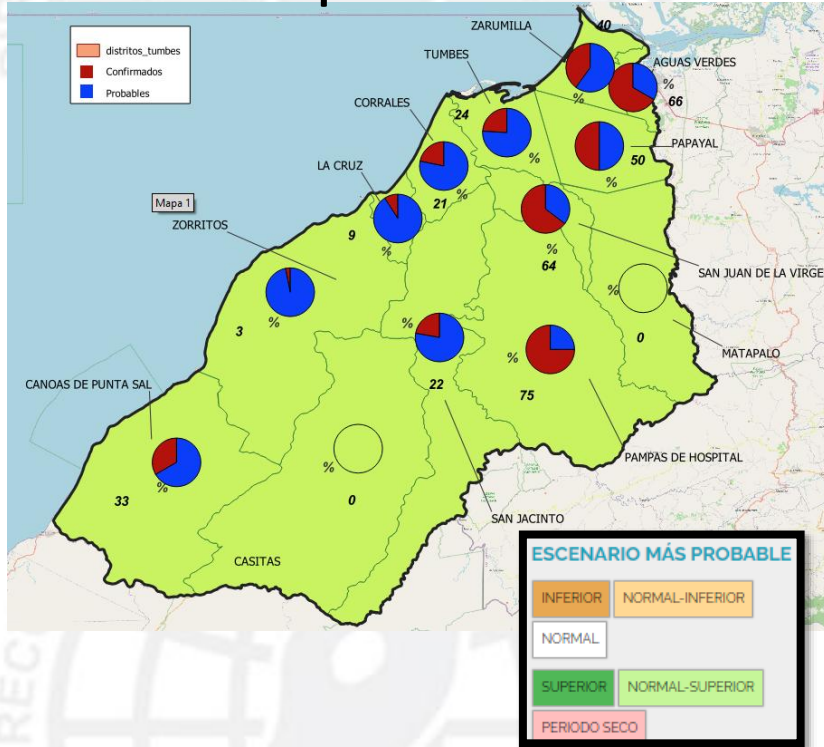 distritos_tumbes
Confirmados
Probables
ZARUMILLA
40
%
TUMBES
AGUAS VERDES
%
66
CORRALES
24
%
PAPAYAL
50
%
LA CRUZ
21
%
Mapa 1
ZORRITOS
9
%
%
64
SAN JUAN DE LA VIRGE
%
0
MATAPALO
3
%
%
22
%
75
CANOAS DE PUNTA SAL
PAMPAS DE HOSPITAL
%
33
%
0
SAN JACINTO
CASITAS
ESCENARIO MÁS PROBABLE
INFERIOR
NORMAL-INFERIOR
NORMAL
SUPERIOR
NORMAL-SUPERIOR
PERIODO SECO
REC